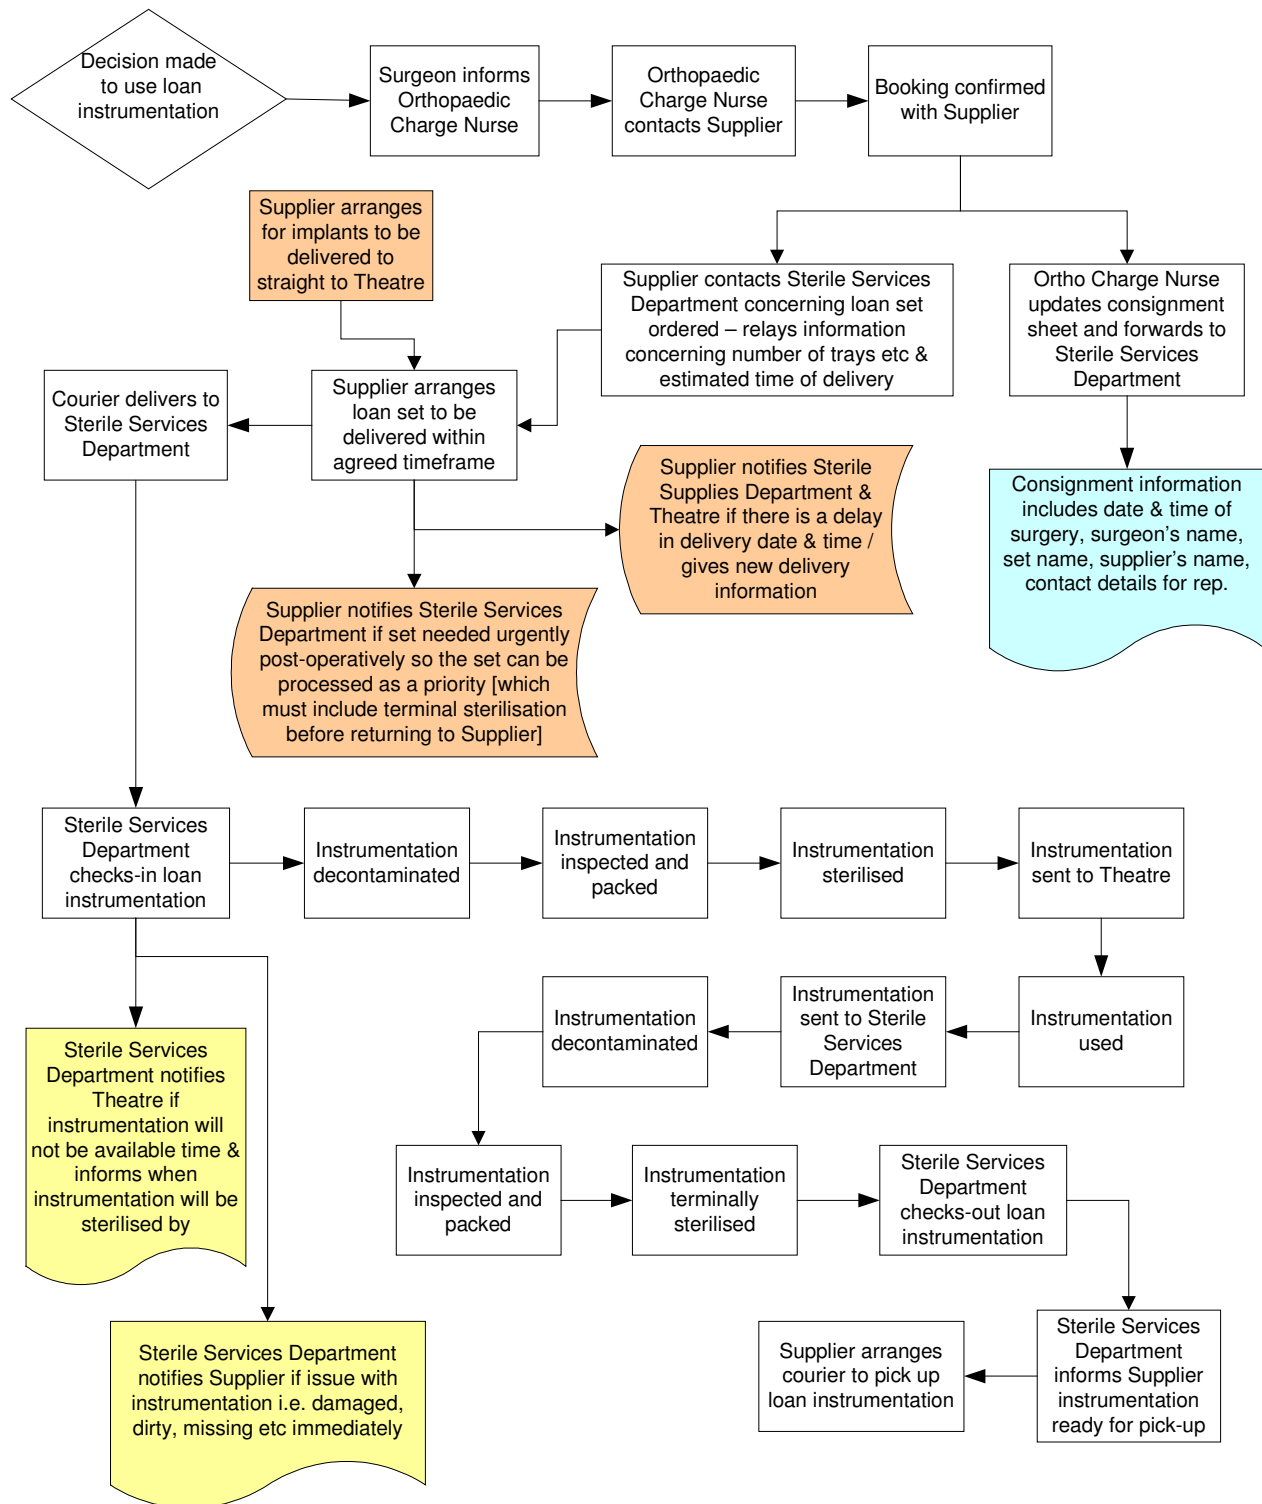 Decision made
to use loan
instrumentation
Surgeon informs
Orthopaedic
Charge Nurse
Orthopaedic
Charge Nurse
contacts Supplier
Booking confirmed
with Supplier
Supplier arranges
for implants to be
delivered to
straight to Theatre
Supplier contacts Sterile Services
Department concerning loan set
ordered – relays information
concerning number of trays etc &
estimated time of delivery
Ortho Charge Nurse
updates consignment
sheet and forwards to
Sterile Services
Department
Courier delivers to
Sterile Services
Department
Supplier arranges
loan set to be
delivered within
agreed timeframe
Supplier notifies Sterile
Supplies Department &
Theatre if there is a delay
in delivery date & time /
gives new delivery
information
Consignment information
includes date & time of
surgery, surgeon's name,
set name, supplier's name,
contact details for rep.
Supplier notifies Sterile Services
Department if set needed urgently
post-operatively so the set can be
processed as a priority [which
must include terminal sterilisation
before returning to Supplier]
Sterile Services
Department
checks-in loan
instrumentation
Instrumentation
decontaminated
Instrumentation
inspected and
packed
Instrumentation
sterilised
Instrumentation
sent to Theatre
Instrumentation
decontaminated
Instrumentation
sent to Sterile
Services
Department
Instrumentation
used
Sterile Services
Department notifies
Theatre if
instrumentation will
not be available time &
informs when
instrumentation will be
sterilised by
Instrumentation
inspected and
packed
Instrumentation
terminally
sterilised
Sterile Services
Department
checks-out loan
instrumentation
Sterile Services Department
notifies Supplier if issue with
instrumentation i.e. damaged,
dirty, missing etc immediately
Supplier arranges
courier to pick up
loan instrumentation
Sterile Services
Department
informs Supplier
instrumentation
ready for pick-up